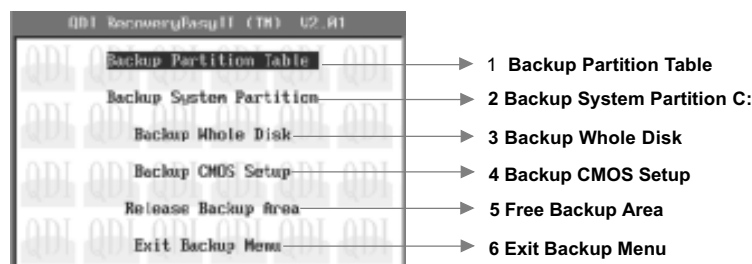 QDI RecoveryEasyII (TM) V2.01
Backup Partition Table
1 Backup Partition Table
Backup System Partition
2 Backup System Partition C:
Backup Whole Disk
3 Backup Whole Disk
Backup CMOS Setup
4 Backup CMOS Setup
Release Backup Area
5 Free Backup Area
Exit Backup Menu
6 Exit Backup Menu